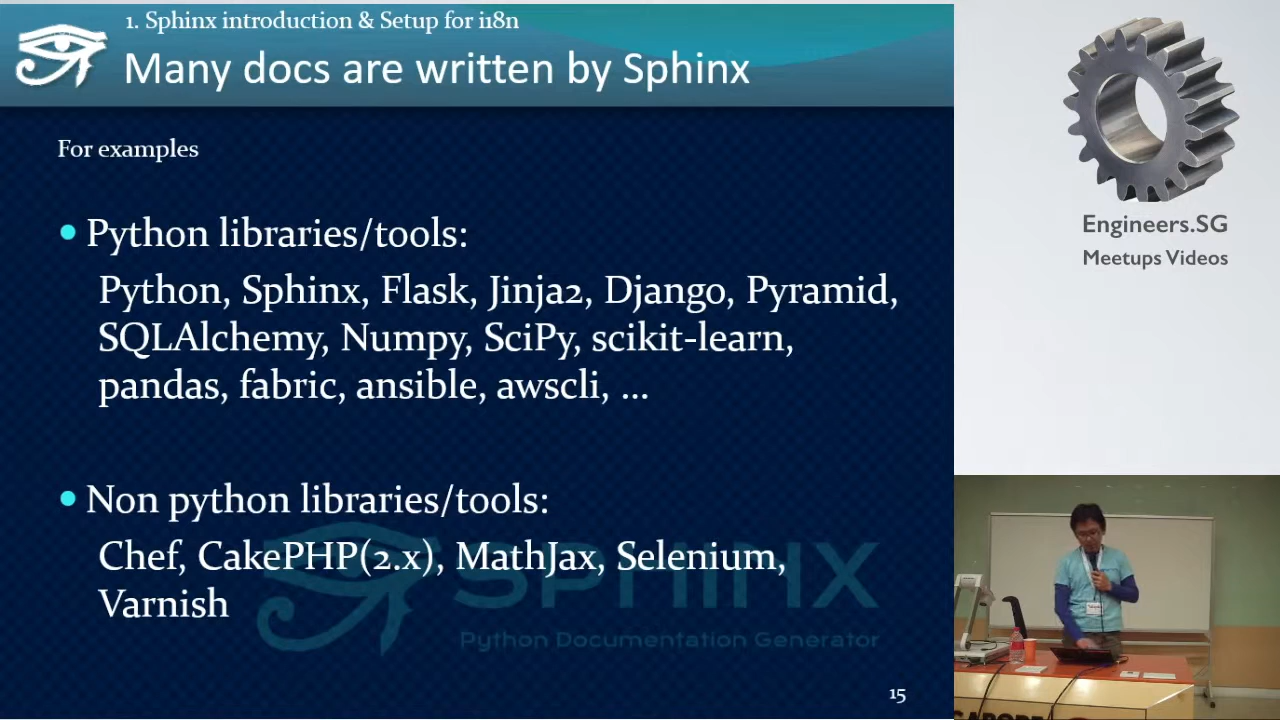 1. Sphinx introduction & Setup for i18n
Many docs are written by Sphinx
For examples
• Python libraries/tools:
Python, Sphinx, Flask, Jinja2, Django, Pyramid,
SQLAlchemy, Numpy, SciPy, scikit-learn,
pandas, fabric, ansible, awscli, ...
• Non python libraries/tools:
Chef, CakePHP(2.x), MathJax, Selenium,
Varnish
SPHINX
Python Documentation Generator
15
Engineers.SG
Meetups Videos